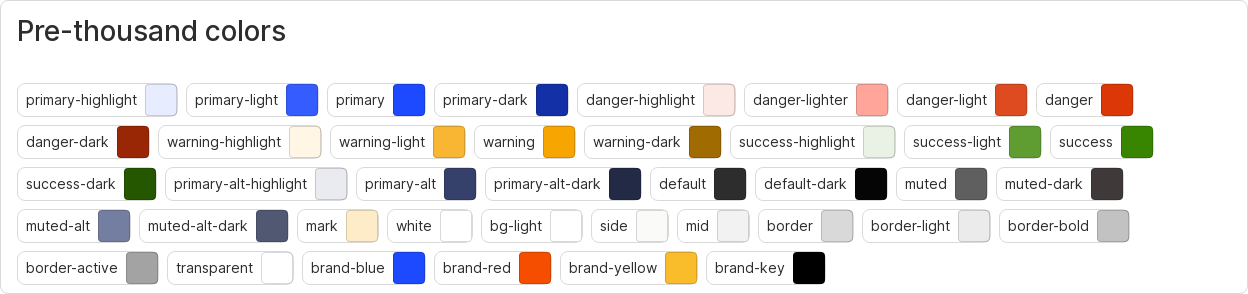 Pre-thousand colors
primary-highlight primary-light primary primary-dark danger-highlight danger-lighter danger-light danger
danger-dark warning-highlight warning-light warning warning-dark success-highlight success-light success
success-dark primary-alt-highlight primary-alt primary-alt-dark default default-dark muted muted-dark
muted-alt muted-alt-dark mark white bg-light side mid border border-light border-bold
border-active transparent brand-blue brand-red brand-yellow brand-key